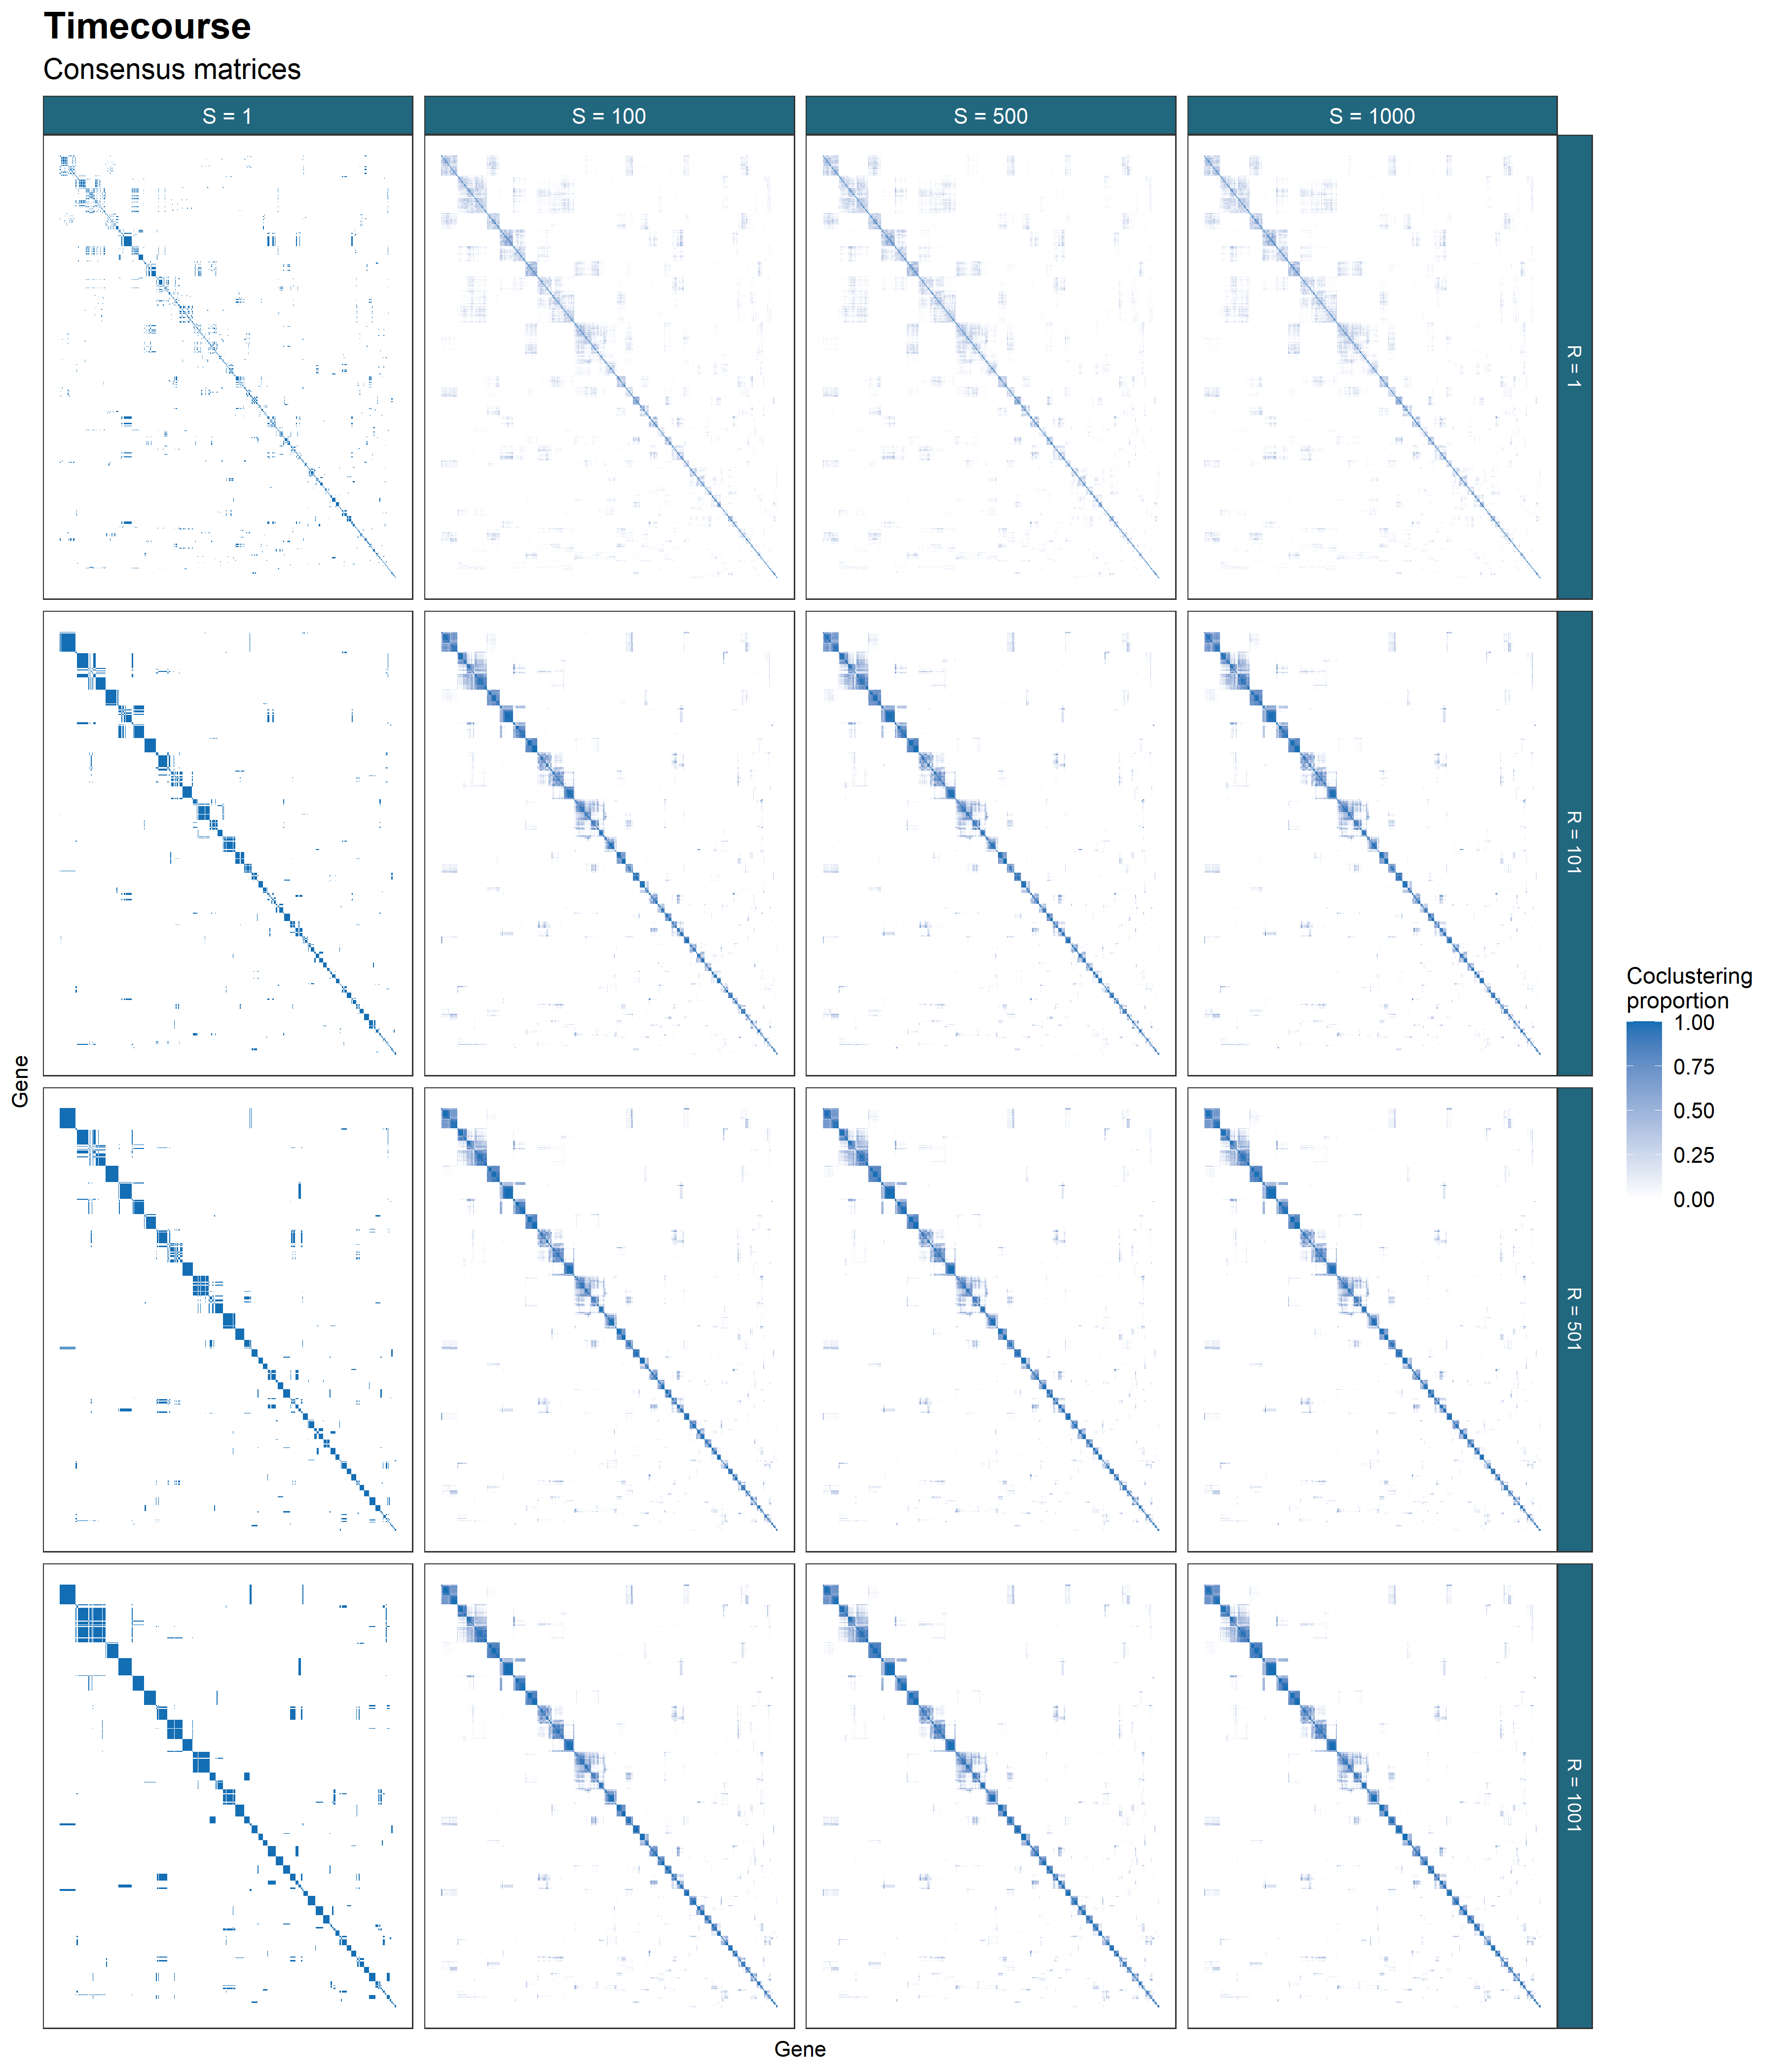 Timecourse
Consensus matrices
S = 1
S = 100
S = 500
S = 1000
R = 1
R = 101
R = 501
R = 1001
Gene
Gene
Coclustering
proportion
1.00
0.75
0.50
0.25
0.00